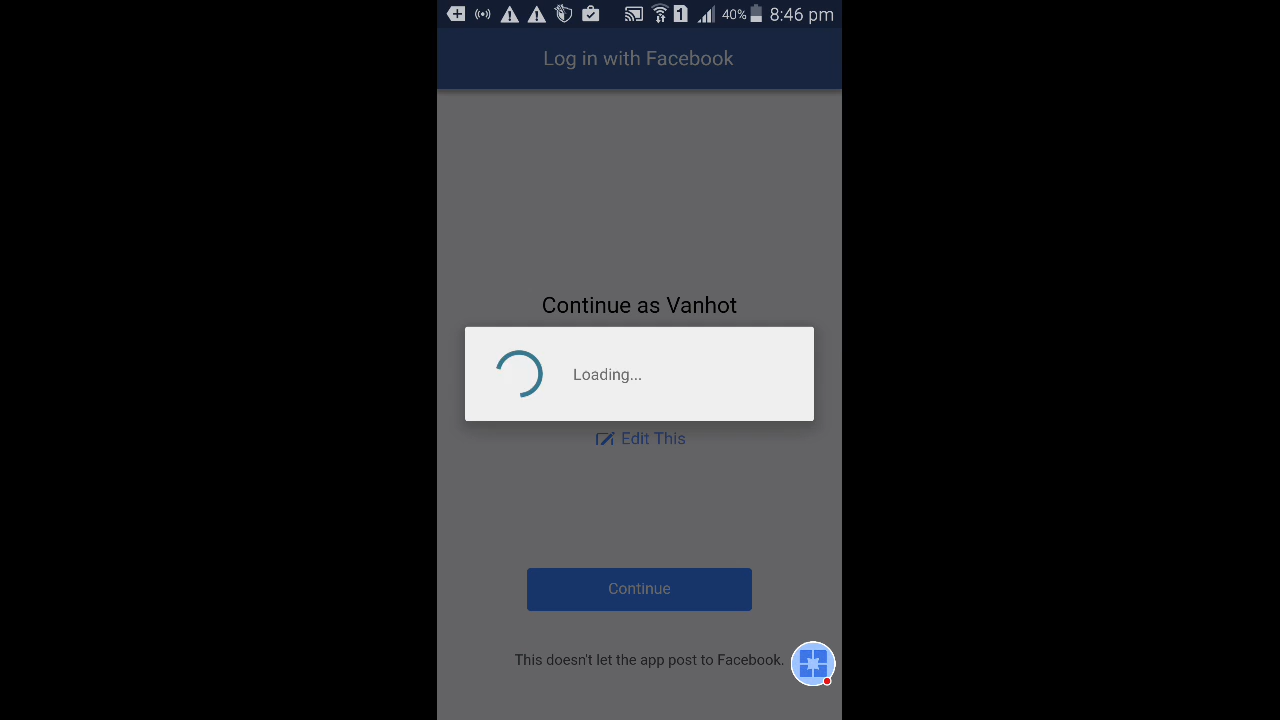 1 40% 8:46 pm
Log in with Facebook
Continue as Vanhot
Loading...
Edit This
Continue
This doesn't let the app post to Facebook.